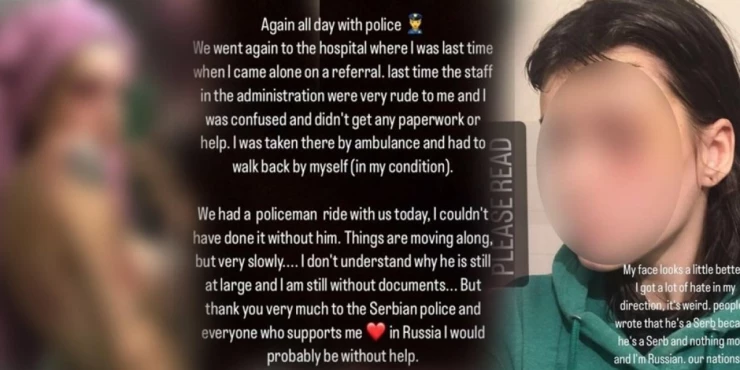 Again all day with police 👮
We went again to the hospital where I was last time
when I came alone on a referral. last time the staff
in the administration were very rude to me and I
was confused and didn't get any paperwork or
help. I was taken there by ambulance and had to
walk back by myself (in my condition).
We had a policeman ride with us today, I couldn't
have done it without him. Things are moving along,
but very slowly.... I don't understand why he is still
at large and I am still without documents... But
thank you very much to the Serbian police and
everyone who supports me ❤️ in Russia I would
probably be without help.
PLEASE READ
My face looks a little bette
I got a lot of hate in my
direction, it's weird. peopl
wrote that he's a Serb beca
he's a Serb and nothing mo
and I'm Russian. our nations